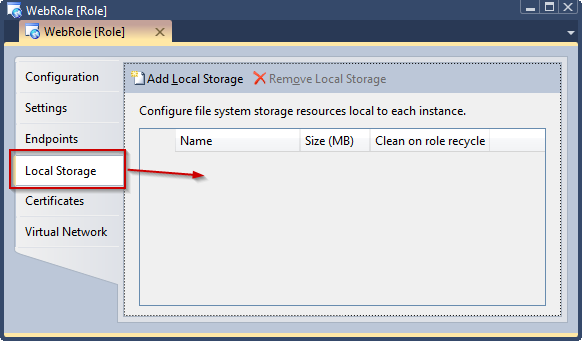 WebRole [Role]
WebRole [Role]
Configuration
Settings
Endpoints
Local Storage
Certificates
Virtual Network
Add Local Storage Remove Local Storage
Configure file system storage resources local to each instance.
Name Size (MB) Clean on role recycle